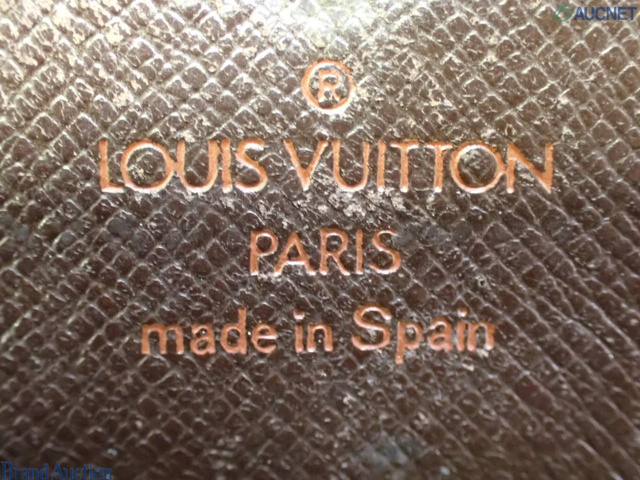 AUCNET
®
LOUIS VUITTON
PARIS
made in Spain
Brand Auction